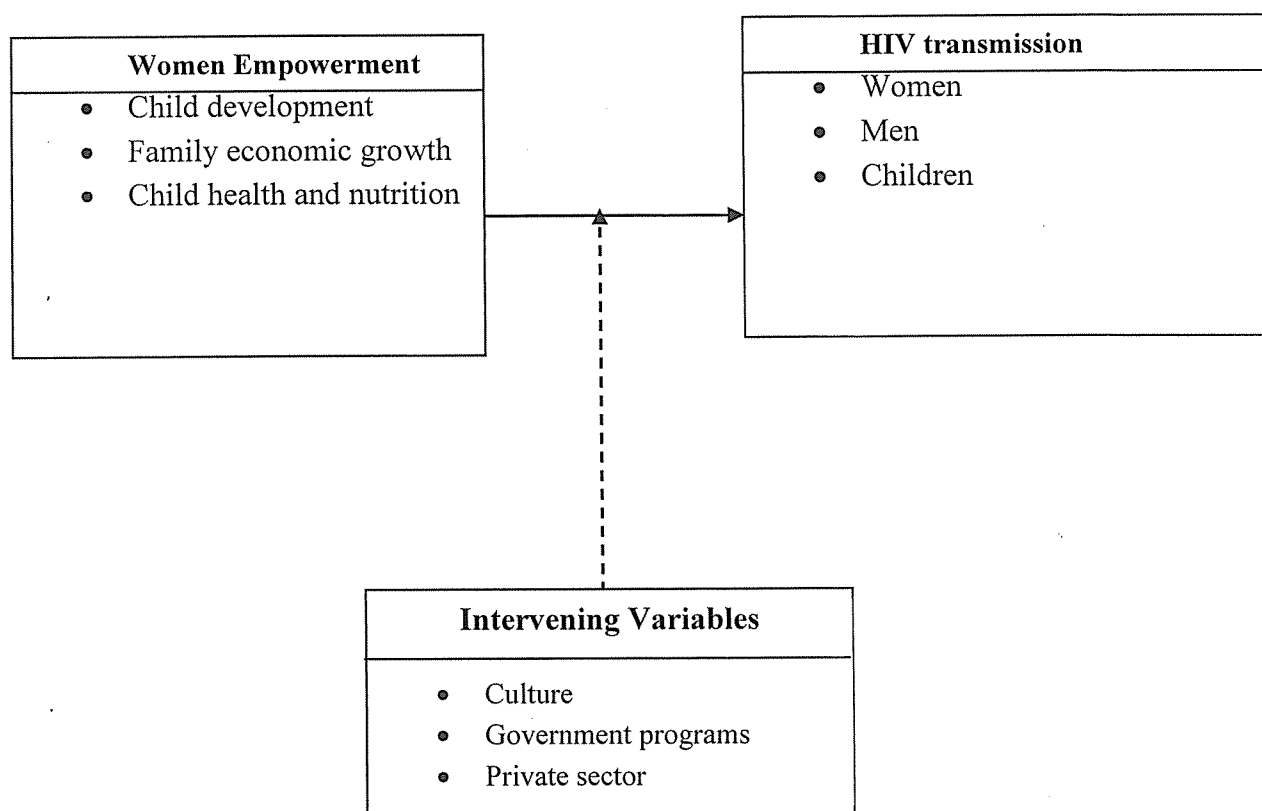 Women Empowerment
• Child development
• Family economic growth
• Child health and nutrition
HIV transmission
• Women
• Men
• Children
Intervening Variables
• Culture
• Government programs
• Private sector